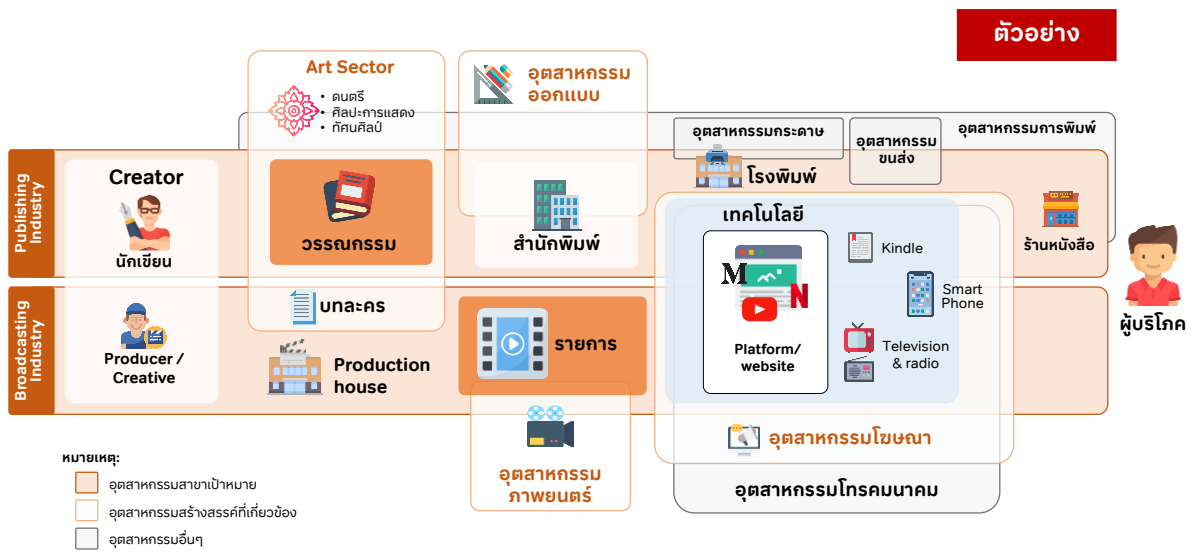 ตัวอย่าง
Art Sector
• ดนตรี
• ศิลปะการแสดง
• ทัศนศิลป์
อุตสาหกรรม
ออกแบบ
อุตสาหกรรมกระดาษ
อุตสาหกรรม
ขนส่ง
อุตสาหกรรมการพิมพ์
Publishing
Industry
Creator
นักเขียน
วรรณกรรม
สำนักพิมพ์
โรงพิมพ์
เทคโนโลยี
M
N
Platform/
website
Kindle
Smart
Phone
Television
& radio
ร้านหนังสือ
ผู้บริโภค
Broadcasting
Industry
Producer /
Creative
บทละคร
Production
house
รายการ
อุตสาหกรรม
ภาพยนตร์
อุตสาหกรรมโฆษณา
อุตสาหกรรมโทรคมนาคม
หมายเหตุ:
อุตสาหกรรมสาขาเป้าหมาย
อุตสาหกรรมสร้างสรรค์ที่เกี่ยวข้อง
อุตสาหกรรมอื่นๆ